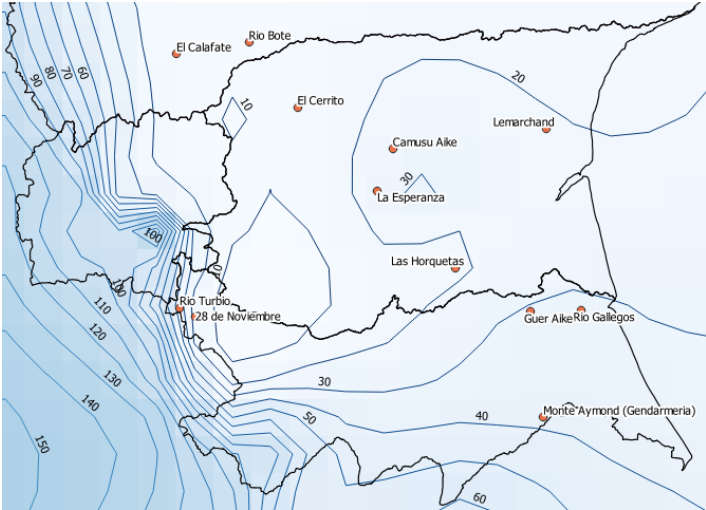 Rio Bote
El Calafate
60
70
80
90
20
10
El Cerrito
Lemarchand
Camusu Aike
30
La Esperanza
100
Las Horquetas
100
110
Rio Turbio
28 de Noviembre
Guer Aike
Rio Gallegos
120
130
30
140
50
40
Monte Aymond (Gendarmeria)
150
60